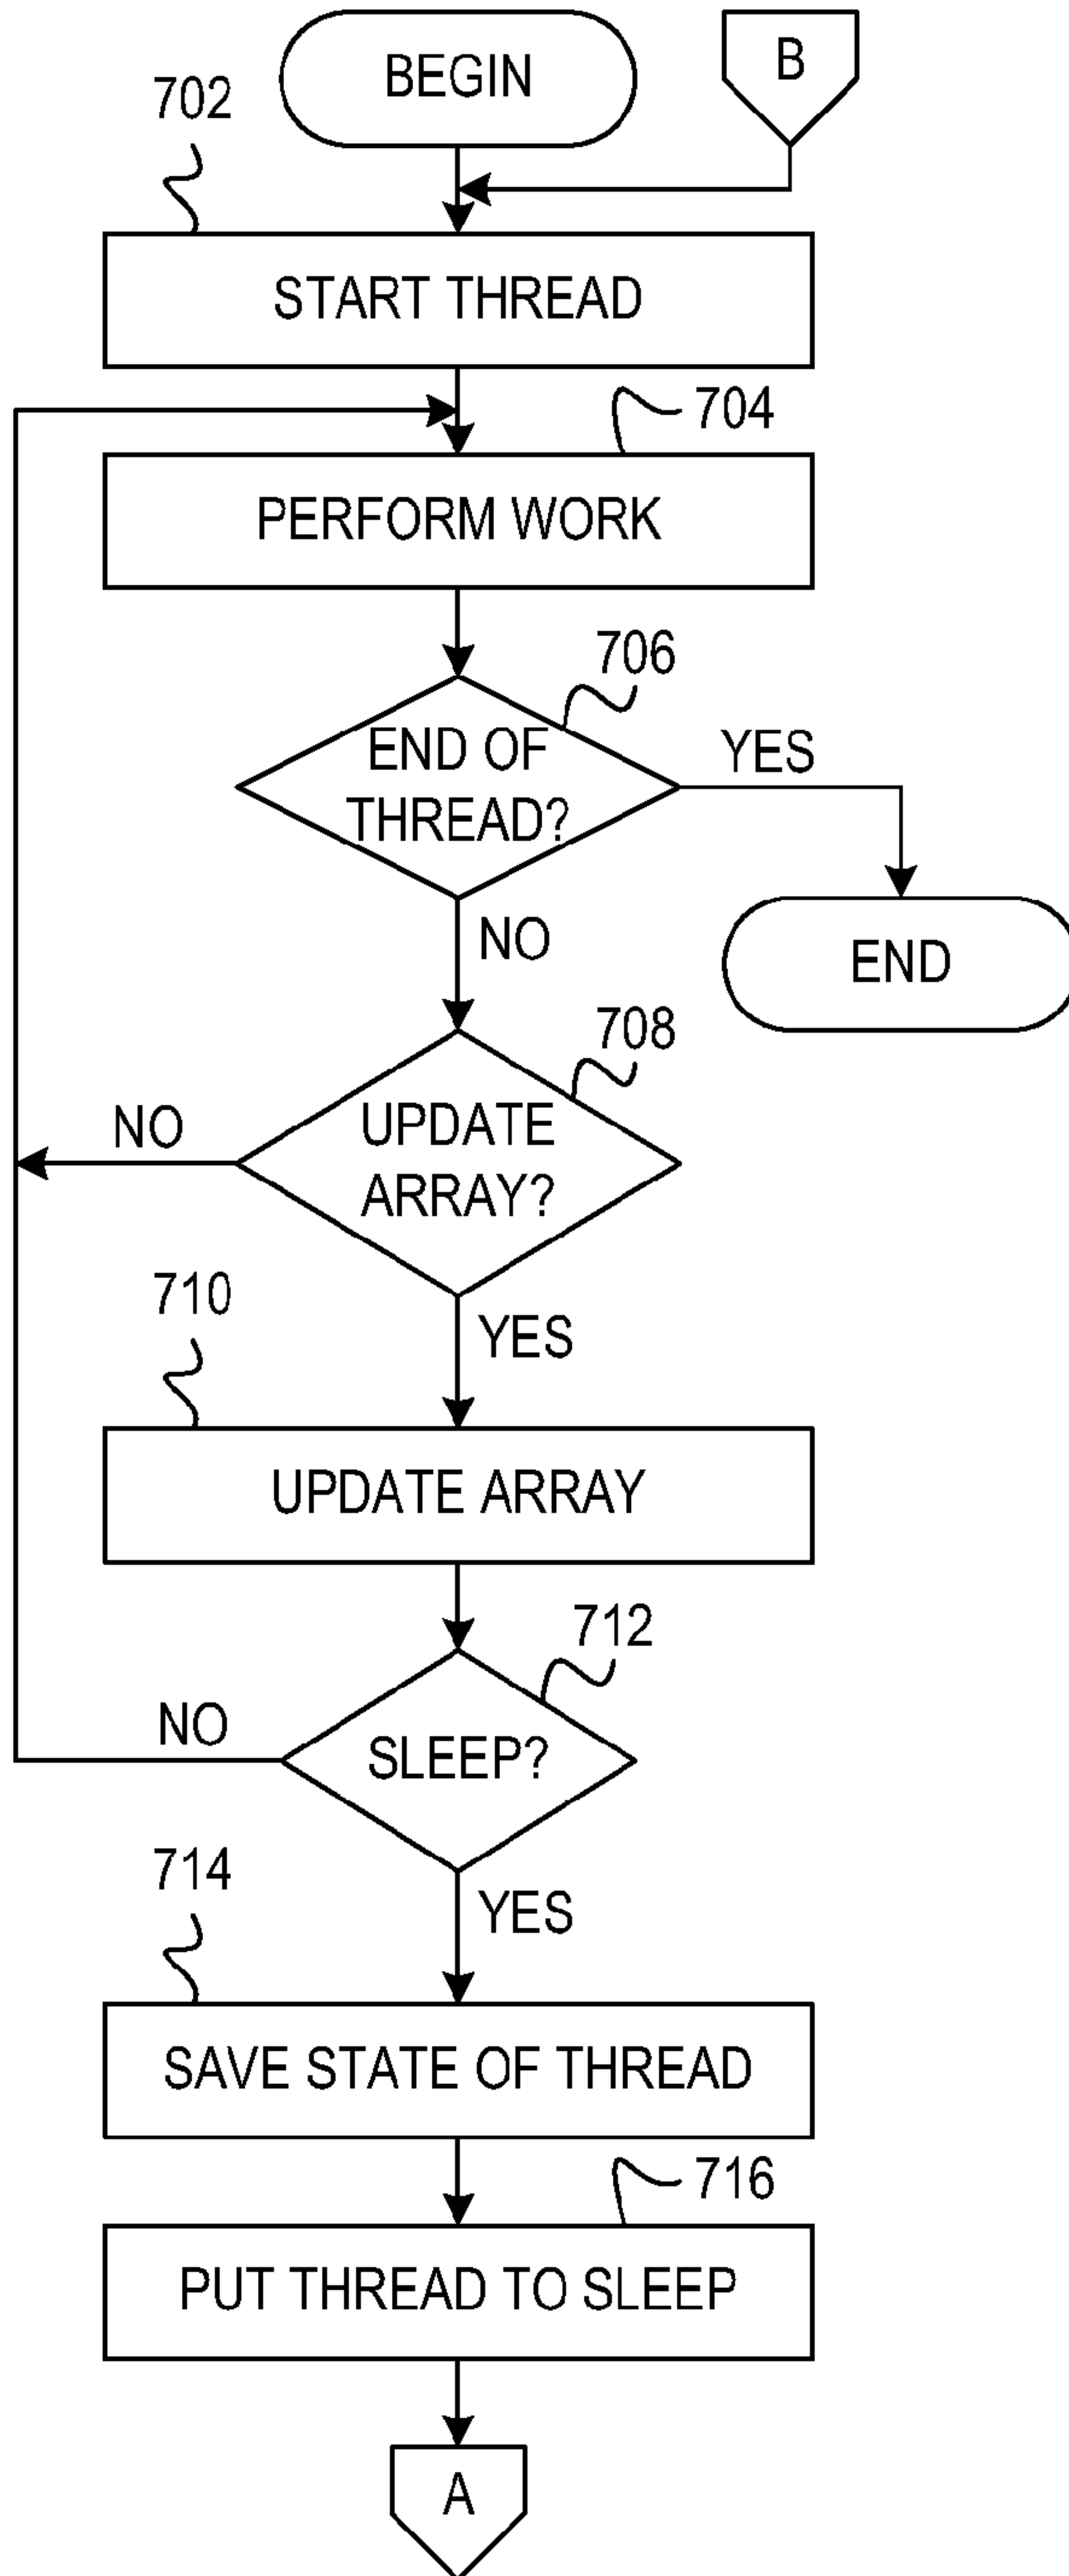 BEGIN
B
702
START THREAD
704
PERFORM WORK
706
END OF
THREAD?
YES
NO
END
708
UPDATE
ARRAY?
NO
YES
710
UPDATE ARRAY
712
SLEEP?
NO
YES
714
SAVE STATE OF THREAD
716
PUT THREAD TO SLEEP
A